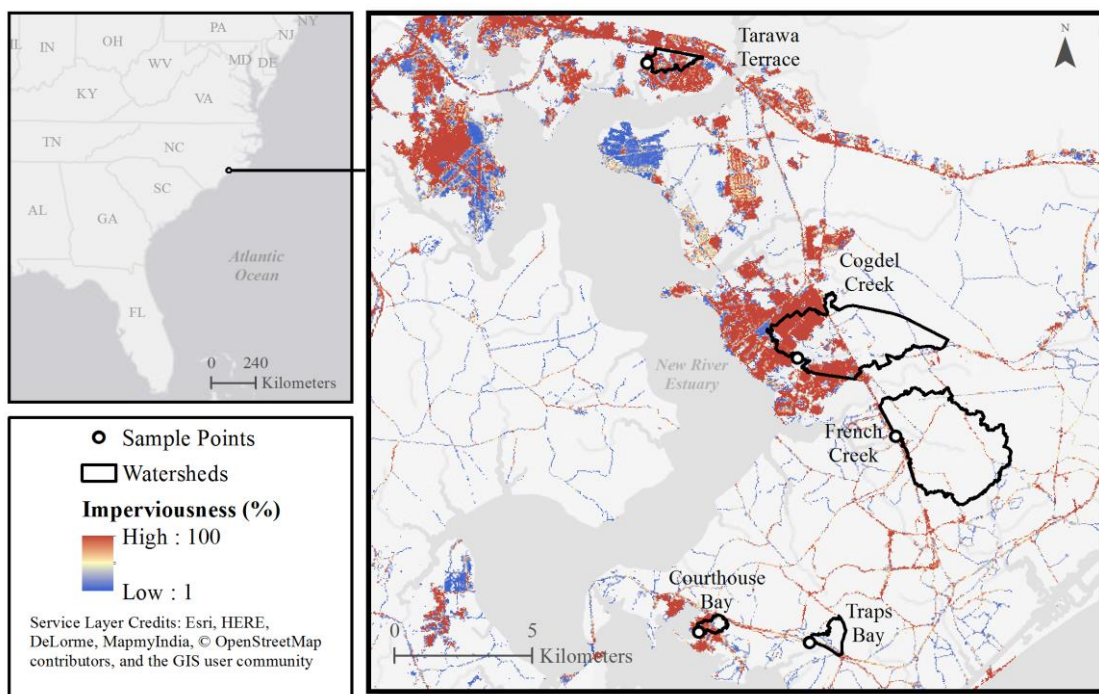 NY
PA
NJ
OH
IN
IL
MD
DE
WV
VA
KY
TN
NC
SC
AL
GA
Atlantic
Ocean
FL
0 240
Kilometers
Sample Points
Watersheds
Imperviousness (%)
High : 100
Low : 1
Service Layer Credits: Esri, HERE,
DeLorme, MapmyIndia, © OpenStreetMap
contributors, and the GIS user community
N
Tarawa
Terrace
Cogdel
Creek
New River
Estuary
French
Creek
Courthouse
Bay
Traps
Bay
0 5
Kilometers